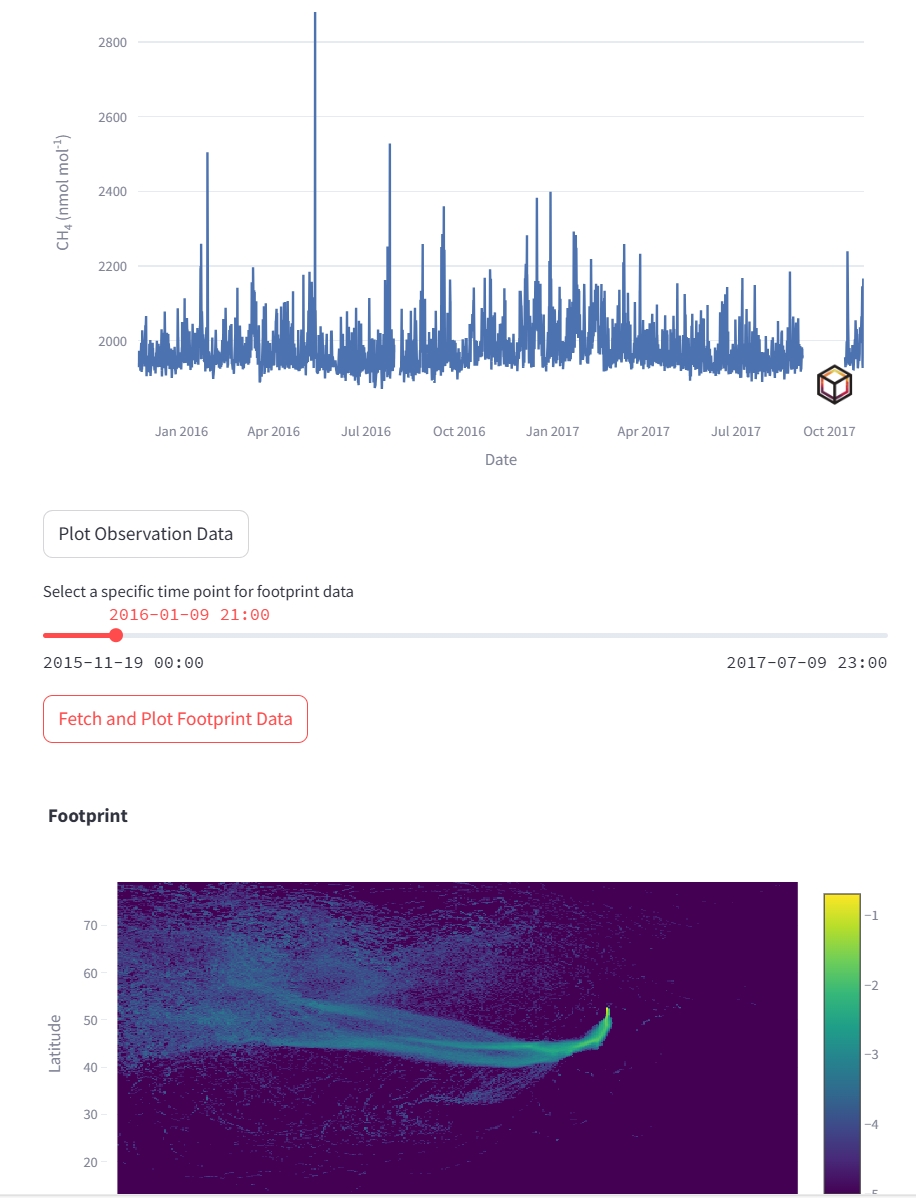 2800
2600
2400
2200
2000
CH₄ (nmol mol⁻¹)
Jan 2016 Apr 2016 Jul 2016 Oct 2016 Jan 2017 Apr 2017 Jul 2017 Oct 2017
Date
Plot Observation Data
Select a specific time point for footprint data
2016-01-09 21:00
2015-11-19 00:00 2017-07-09 23:00
Fetch and Plot Footprint Data
Footprint
70
60
50
40
30
20
Latitude
−1
−2
−3
−4